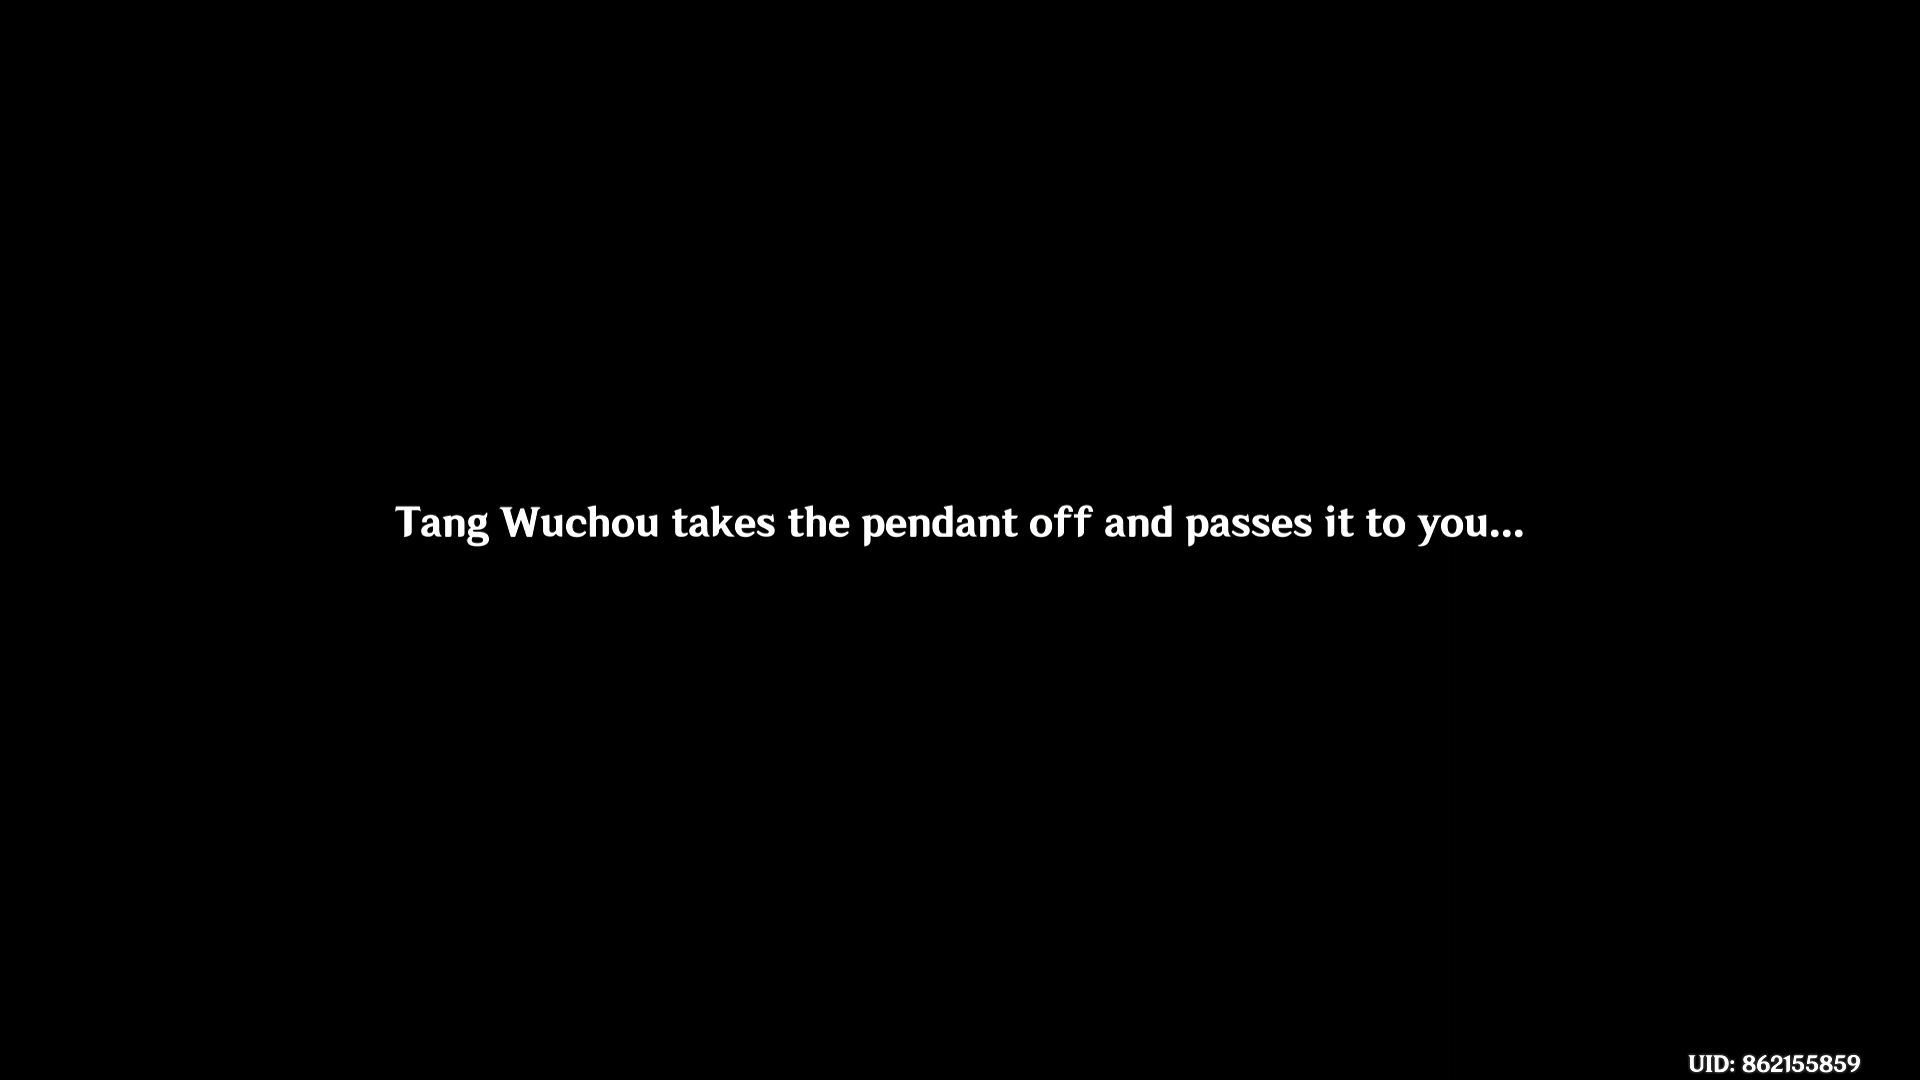 Tang Wuchou takes the pendant off and passes it to you...
UID: 862155859